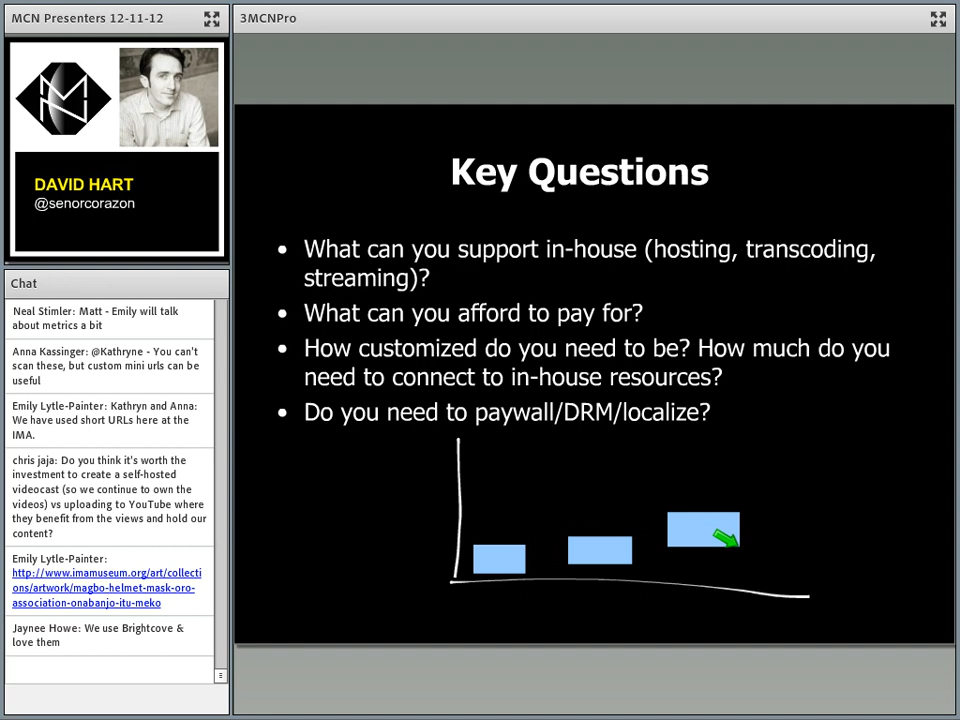 MCN Presenters 12-11-12
3MCNPro
DAVID HART
@senorcorazon
Chat
Neal Stimler: Matt - Emily will talk
about metrics a bit
Anna Kassinger: @Kathryne - You can't
scan these, but custom mini urls can be
useful
Emily Lytle-Painter: Kathryn and Anna:
We have used short URLs here at the
IMA.
chris jaja: Do you think it's worth the
investment to create a self-hosted
videocast (so we continue to own the
videos) vs uploading to YouTube where
they benefit from the views and hold our
content?
Emily Lytle-Painter:
http://www.imamuseum.org/art/collecti
ons/artwork/magbo-helmet-mask-oro-
association-onabanjo-itu-meko
Jaynee Howe: We use Brightcove &
love them
Key Questions
• What can you support in-house (hosting, transcoding,
streaming)?
• What can you afford to pay for?
• How customized do you need to be? How much do you
need to connect to in-house resources?
• Do you need to paywall/DRM/localize?